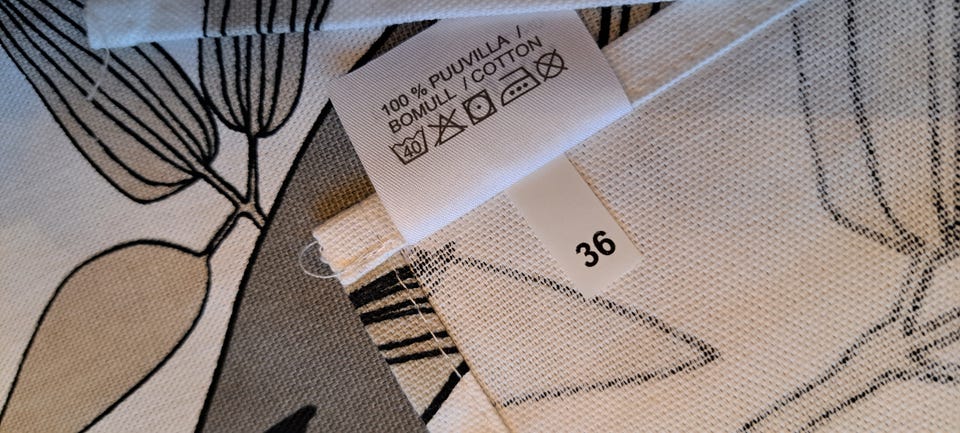 100 % PUUVILLA /
BOMULL / COTTON
40
36